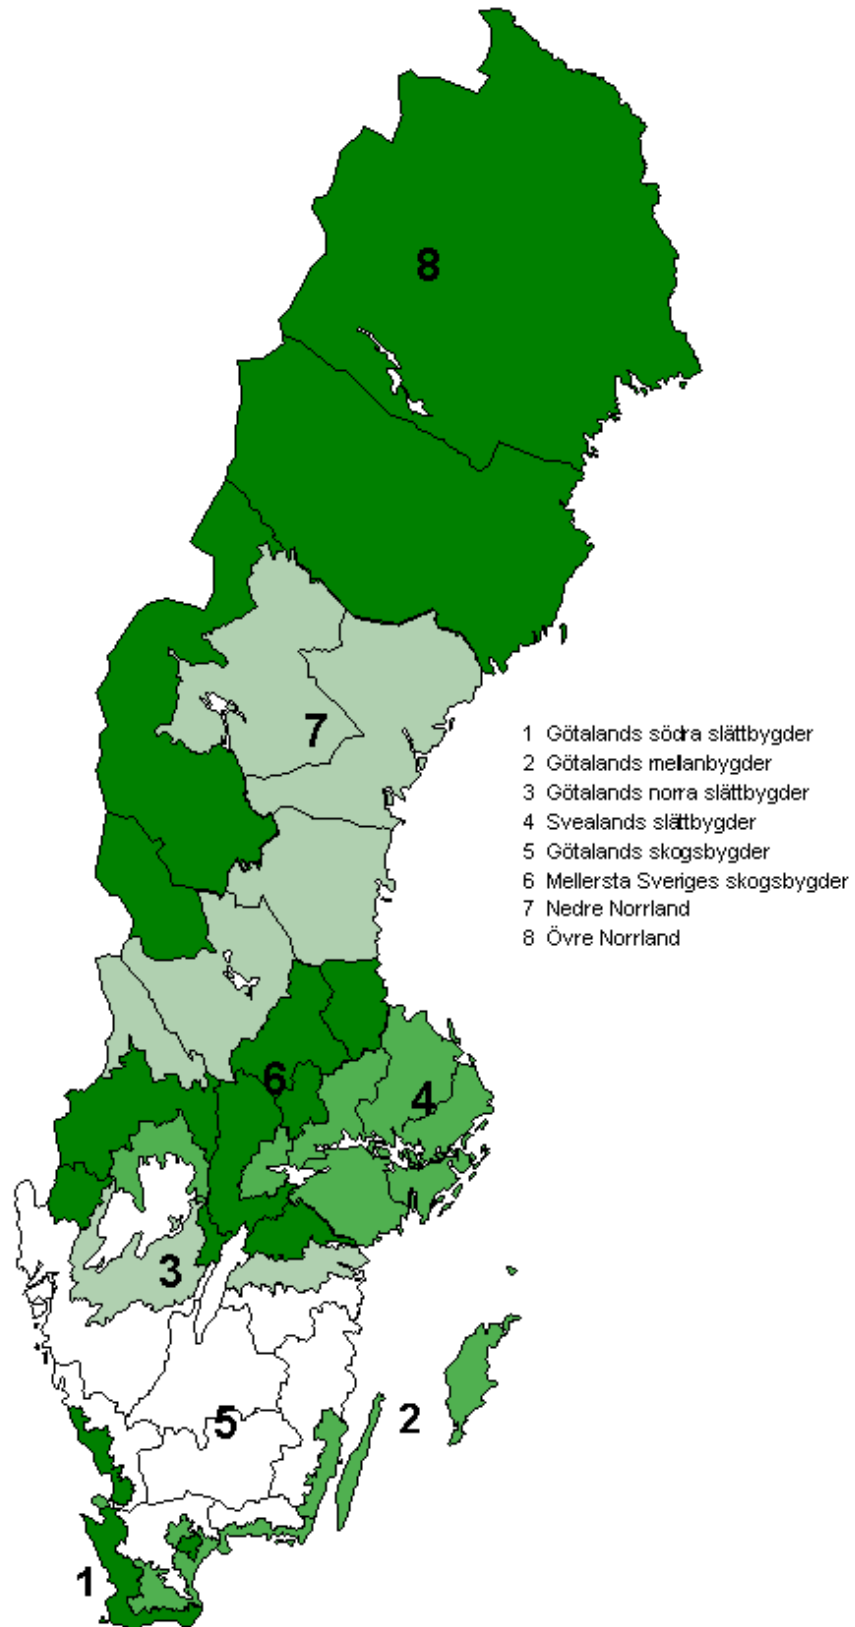 8
7
1 Götalands södra slättbygder
2 Götalands mellanbygder
3 Götalands norra slättbygder
4 Svealands slättbygder
5 Götalands skogsbygder
6 Mellersta Sveriges skogsbygder
7 Nedre Norrland
8 Övre Norrland
6
4
3
5
2
1